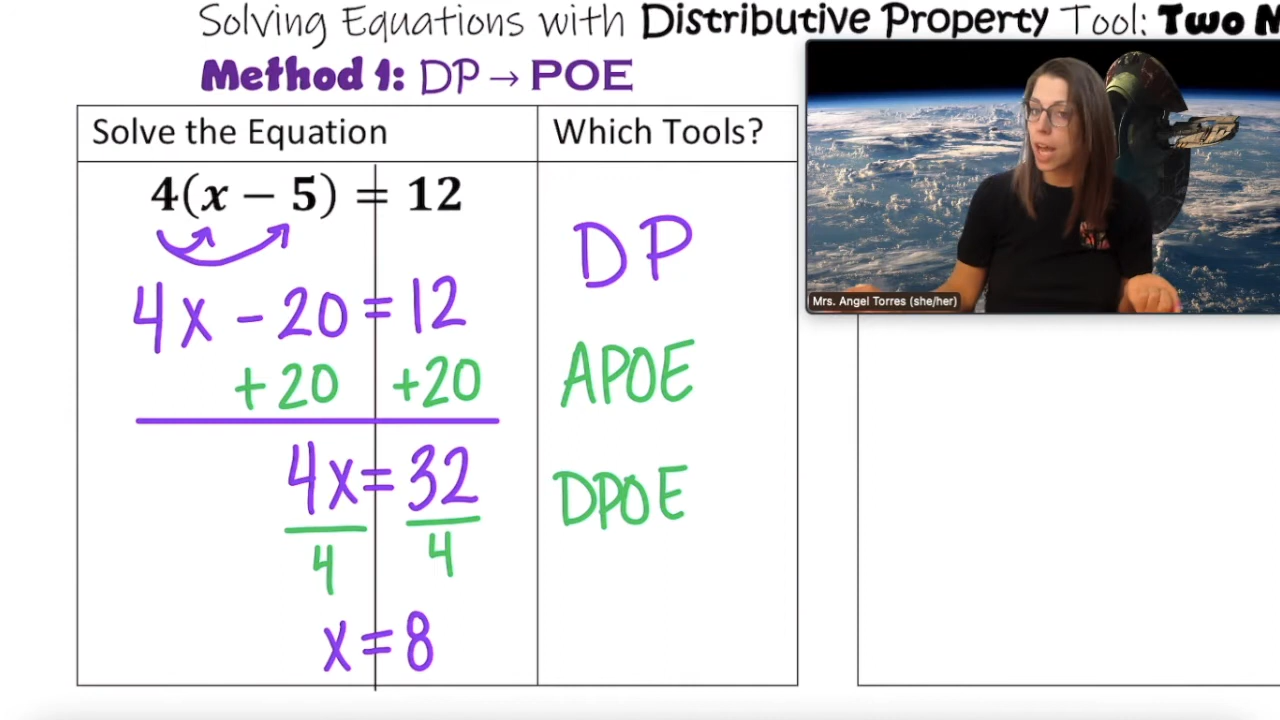 Solving Equations with Distributive Property Tool: Two
Method 1: DP → POE
Solve the Equation
Which Tools?
4(x − 5) = 12
DP
4x - 20 = 12
+20 +20
APOE
4x = 32
4 4
DPOE
x = 8
Mrs. Angel Torres (she/her)